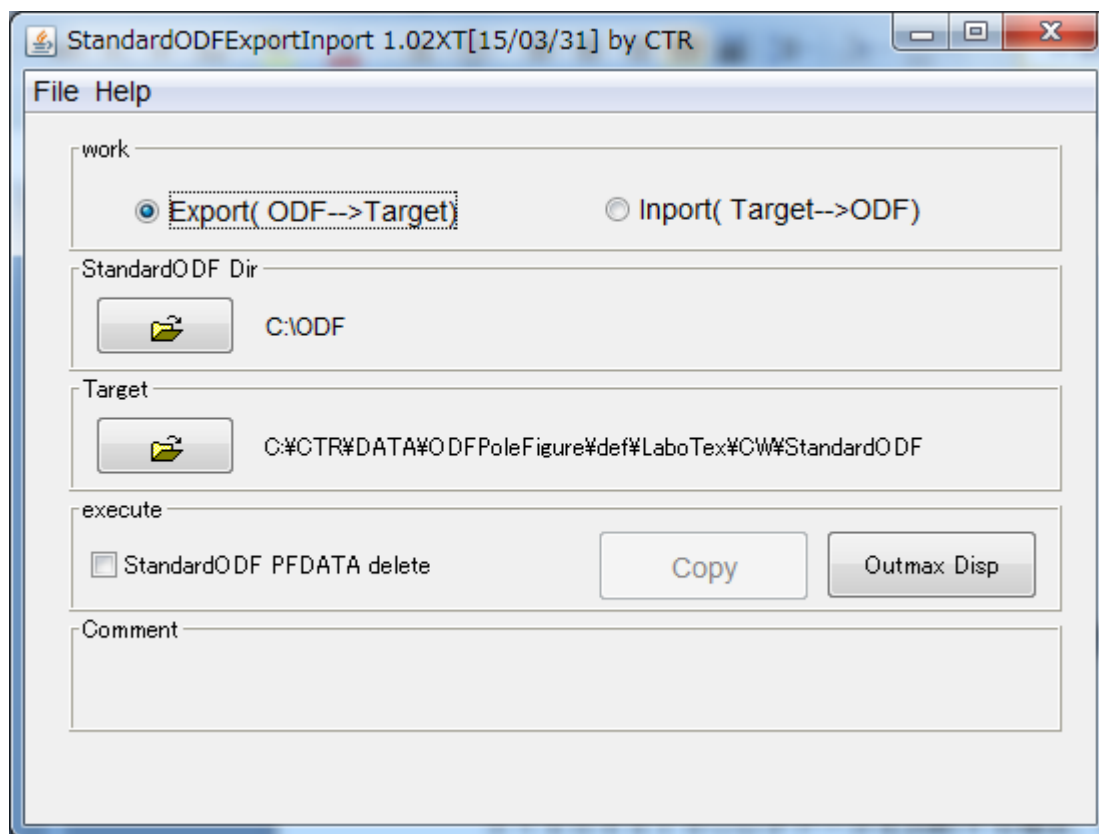 StandardODFExportInport 1.02XT[15/03/31] by CTR
File Help
work
Export( ODF-->Target)
Inport( Target-->ODF)
StandardODF Dir
C:\ODF
Target
C:¥CTR¥DATA¥ODFPoleFigure¥def¥LaboTex¥CW¥StandardODF
execute
StandardODF PFDATA delete
Copy
Outmax Disp
Comment